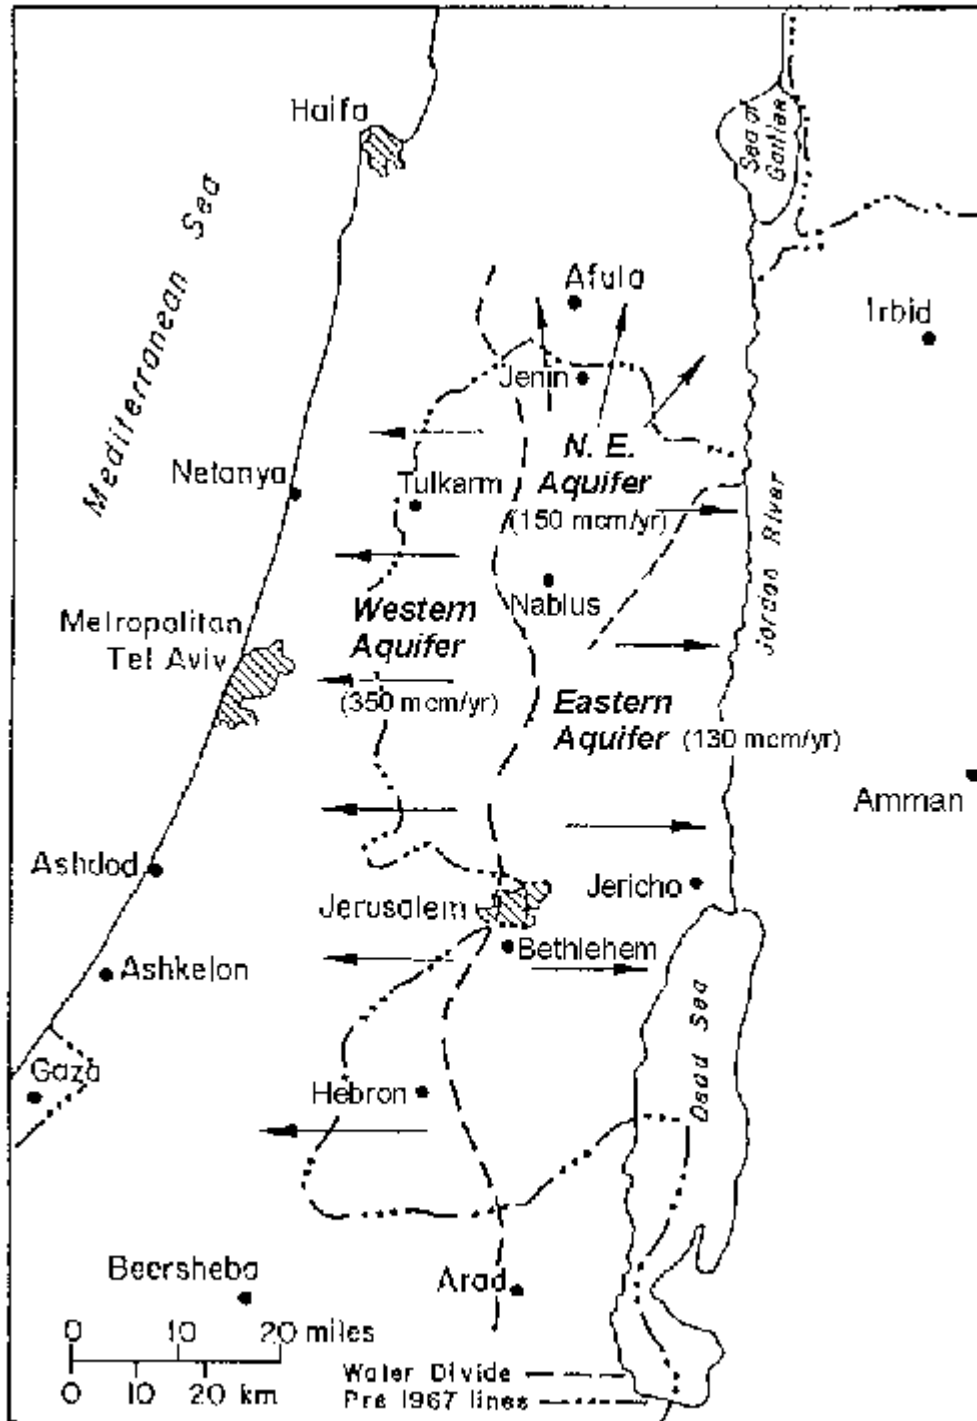 Haifa
Sea of
Galilee
Mediterranean Sea
Afula
Irbid
Jenin
N. E.
Aquifer
(150 mcm/yr)
Netanya
Tulkarm
Jordan River
Nablus
Western
Aquifer
(350 mcm/yr)
Metropolitan
Tel Aviv
Eastern
Aquifer (130 mcm/yr)
Amman
Ashdod
Jericho
Jerusalem
Bethlehem
Ashkelon
Dead Sea
Gaza
Hebron
Beersheba
Arad
0 10 20 miles
0 10 20 km
Water Divide
Pre 1967 lines